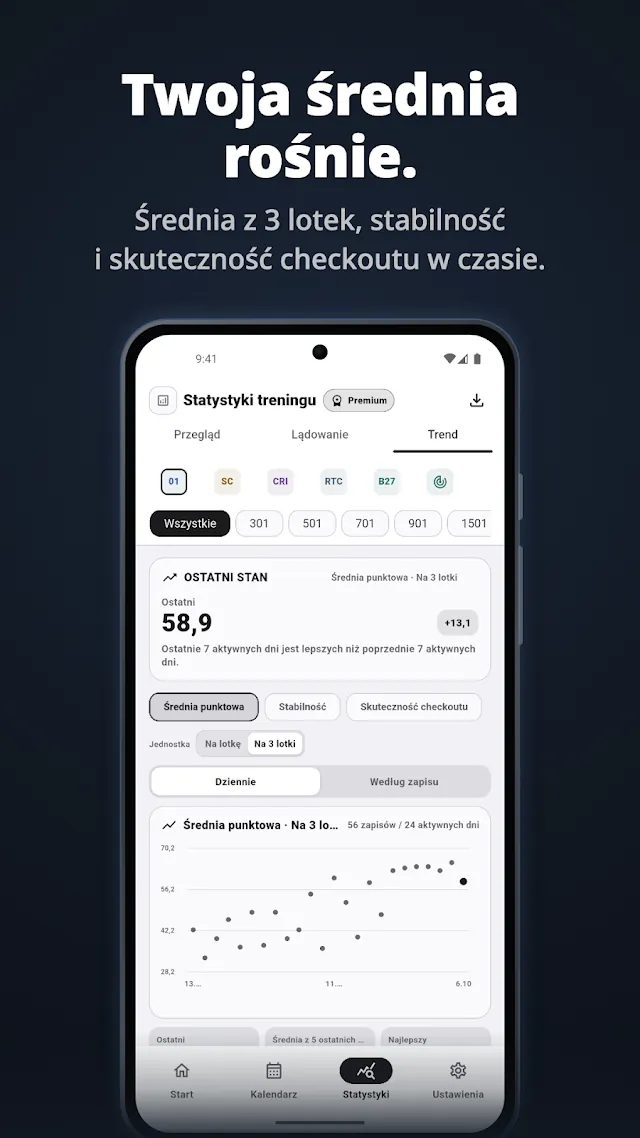 Twoja średnia
rośnie.
Średnia z 3 lotek, stabilność
i skuteczność checkoutu w czasie.
9:41
Statystyki treningu
Premium
Przegląd
Lądowanie
Trend
01
SC
CRI
RTC
B27
Wszystkie
301
501
701
901
1501
OSTATNI STAN
Średnia punktowa · Na 3 lotki
Ostatni
58,9
+13,1
Ostatnie 7 aktywnych dni jest lepszych niż poprzednie 7 aktywnych
dni.
Średnia punktowa
Stabilność
Skuteczność checkoutu
Jednostka
Na lotkę
Na 3 lotki
Dziennie
Według zapisu
Średnia punktowa · Na 3 lo...
56 zapisów / 24 aktywnych dni
70,2
56,2
42,2
28,2
13....
11....
6.10
Ostatni
Średnia z 5 ostatnich ...
Najlepszy
Start
Kalendarz
Statystyki
Ustawienia